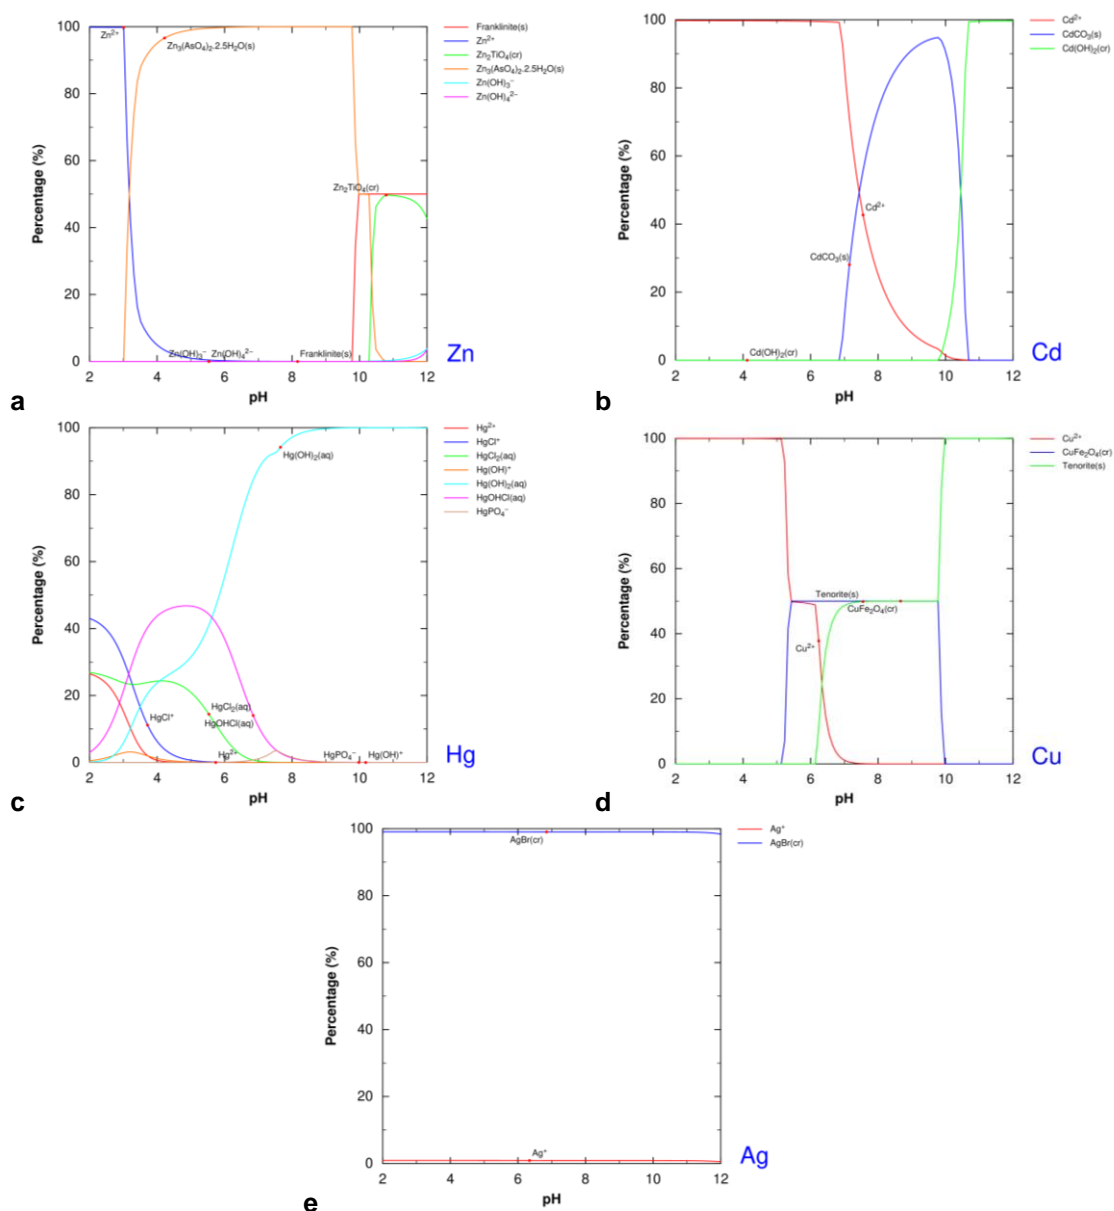 Zn²⁺
Zn₃(AsO₄)₂.2.5H₂O(s)
Zn₂TiO₄(cr)
Zn(OH)₃⁻ Zn(OH)₄²⁻
Franklinite(s)
100
80
60
40
20
0
2 4 6 8 10 12
Percentage (%)
pH
Franklinite(s)
Zn²⁺
Zn₂TiO₄(cr)
Zn₃(AsO₄)₂.2.5H₂O(s)
Zn(OH)₃⁻
Zn(OH)₄²⁻
Zn
a
100
80
60
40
20
0
2 4 6 8 10 12
Percentage (%)
pH
Cd²⁺
CdCO₃(s)
Cd(OH)₂(cr)
Cd²⁺
CdCO₃(s)
Cd(OH)₂(cr)
Cd
b
100
80
60
40
20
0
2 4 6 8 10 12
Percentage (%)
pH
Hg(OH)₂(aq)
HgCl⁺
HgCl₂(aq)
HgOHCl(aq)
Hg²⁺
HgPO₄⁻ Hg(OH)⁺
Hg²⁺
HgCl⁺
HgCl₂(aq)
Hg(OH)⁺
Hg(OH)₂(aq)
HgOHCl(aq)
HgPO₄⁻
Hg
c
100
80
60
40
20
0
2 4 6 8 10 12
Percentage (%)
pH
Tenorite(s)
CuFe₂O₄(cr)
Cu²⁺
Cu²⁺
CuFe₂O₄(cr)
Tenorite(s)
Cu
d
100
80
60
40
20
0
2 4 6 8 10 12
Percentage (%)
pH
AgBr(cr)
Ag⁺
Ag⁺
AgBr(cr)
Ag
e